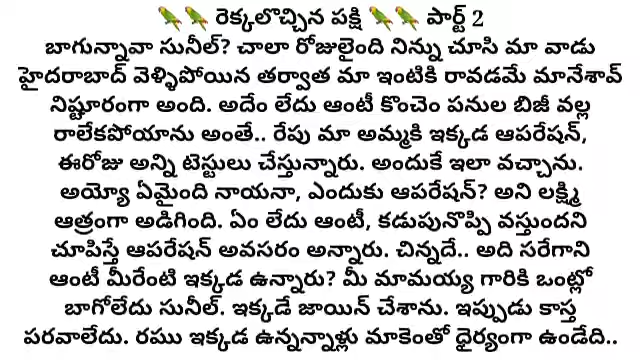 🦜🦜 రెక్కలొచ్చిన పక్షి 🦜🦜 పార్ట్ 2
బాగున్నావా సునీల్? చాలా రోజులైంది నిన్ను చూసి మా వాడు
హైదరాబాద్ వెళ్ళిపోయిన తర్వాత మా ఇంటికి రావడమే మానేశావ్
నిష్టూరంగా అంది. అదేం లేదు ఆంటీ కొంచెం పనుల బిజీ వల్ల
రాలేకపోయాను అంతే.. రేపు మా అమ్మకి ఇక్కడ ఆపరేషన్,
ఈరోజు అన్ని టెస్టులు చేస్తున్నారు. అందుకే ఇలా వచ్చాను.
అయ్యో ఏమైంది నాయనా, ఎందుకు ఆపరేషన్? అని లక్ష్మి
ఆత్రంగా అడిగింది. ఏం లేదు ఆంటీ, కడుపునొప్పి వస్తుందని
చూపిస్తే ఆపరేషన్ అవసరం అన్నారు. చిన్నదే.. అది సరేగాని
ఆంటీ మీరేంటి ఇక్కడ ఉన్నారు? మీ మామయ్య గారికి ఒంట్లో
బాగోలేదు సునీల్. ఇక్కడే జాయిన్ చేశాను. ఇప్పుడు కాస్త
పరవాలేదు. రఘు ఇక్కడ ఉన్నన్నాళ్లు మాకెంతో ధైర్యంగా ఉండేది..